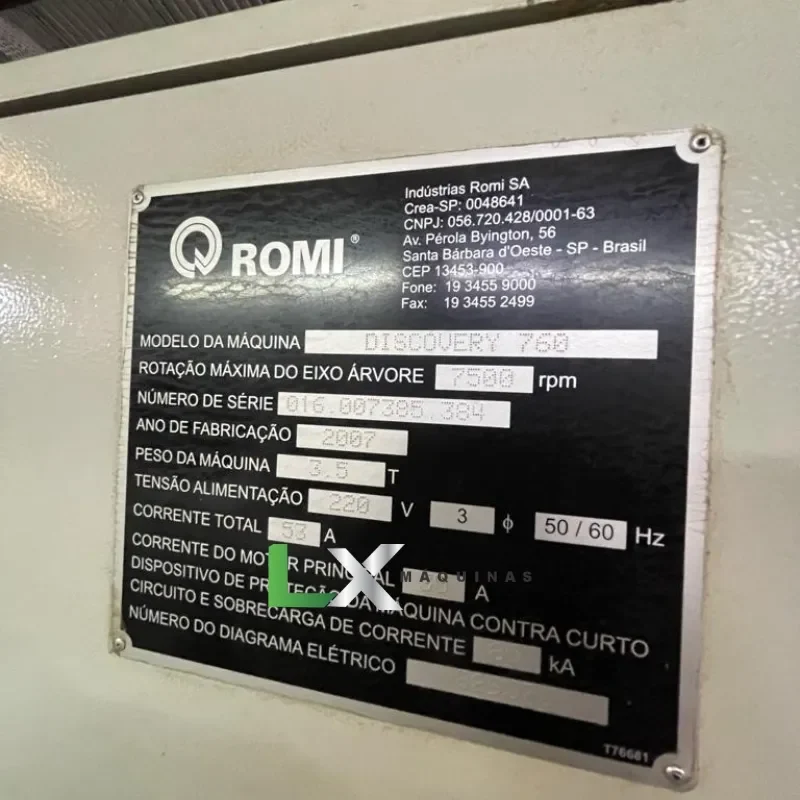 ROMI®
Indústrias Romi SA
Crea-SP: 0048641
CNPJ: 056.720.428/0001-63
Av. Pérola Byington, 56
Santa Bárbara d'Oeste - SP - Brasil
CEP 13453-900
Fone: 19 3455 9000
Fax: 19 3455 2499
MODELO DA MÁQUINA DISCOVERY 760
ROTAÇÃO MÁXIMA DO EIXO ÁRVORE 7500 rpm
NÚMERO DE SÉRIE 016.007385.384
ANO DE FABRICAÇÃO 2007
PESO DA MÁQUINA 3.5 T
TENSÃO ALIMENTAÇÃO 220 V 3 ϕ 50 / 60 Hz
CORRENTE TOTAL 53 A
CORRENTE DO MOTOR PRINCIPAL A
LX MÁQUINAS
DISPOSITIVO DE PROTEÇÃO DA MÁQUINA CONTRA CURTO
CIRCUITO E SOBRECARGA DE CORRENTE kA
NÚMERO DO DIAGRAMA ELÉTRICO
T76681